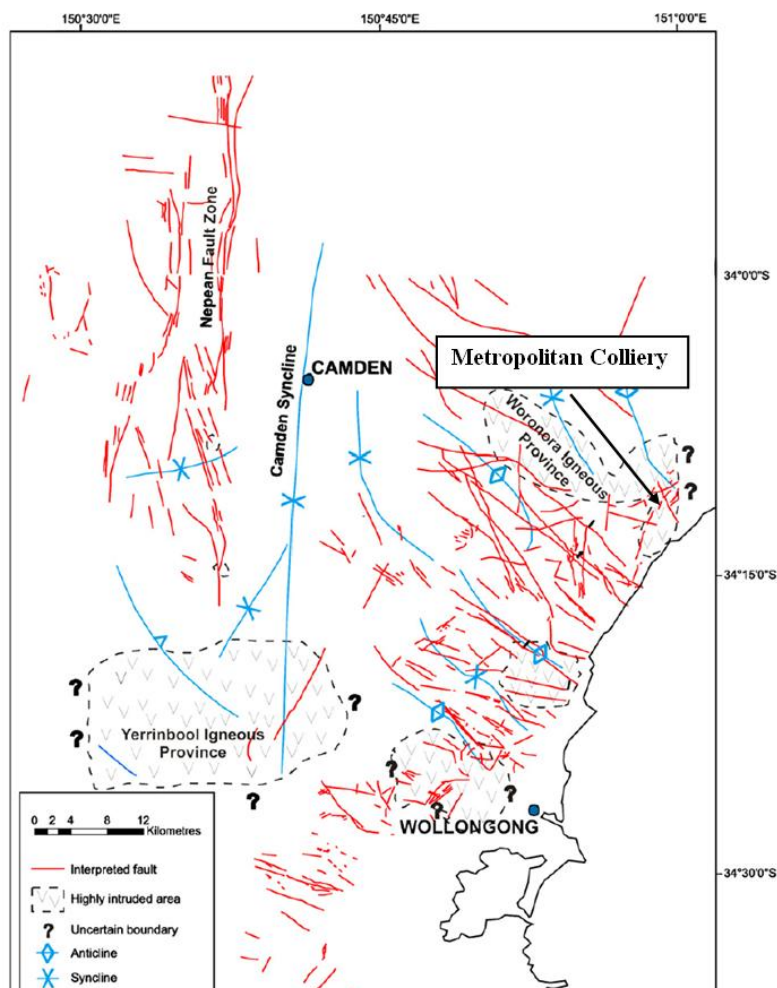 150°30'0"E
150°45'0"E
151°0'0"E
Nepean Fault Zone
34°0'0"S
Camden Syncline
CAMDEN
Metropolitan Colliery
Woronora Igneous
Province
?
?
34°15'0"S
?
?
?
Yerrinbool Igneous
Province
?
?
?
?
WOLLONGONG
34°30'0"S
0 2 4 8 12
Kilometres
Interpreted fault
Highly intruded area
? Uncertain boundary
Anticline
Syncline